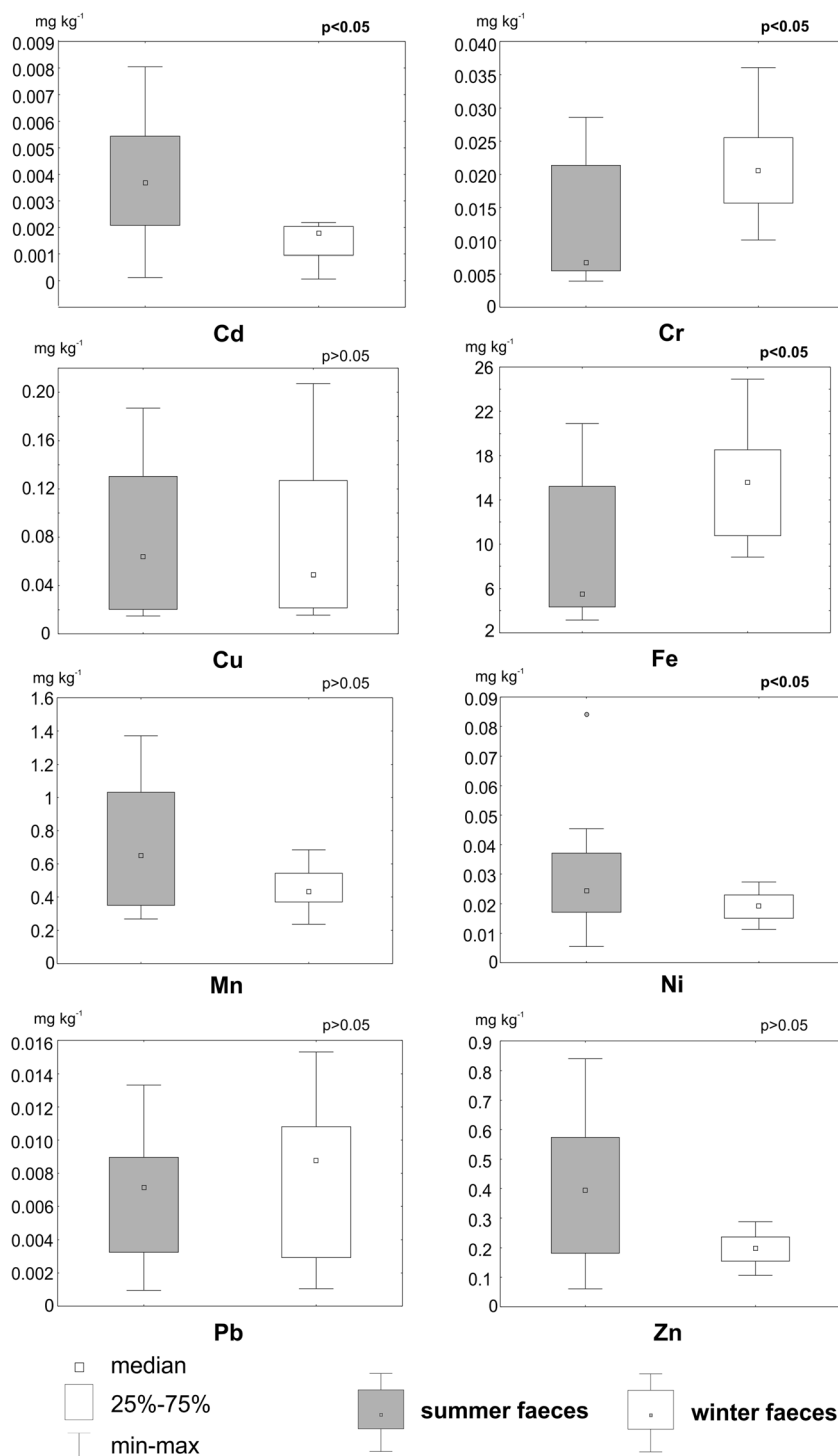 mg kg-1
p<0.05
0.009
0.008
0.007
0.006
0.005
0.004
0.003
0.002
0.001
0
Cd
mg kg-1
p<0.05
0.040
0.035
0.030
0.025
0.020
0.015
0.010
0.005
0
Cr
mg kg-1
p>0.05
0.20
0.16
0.12
0.08
0.04
0
Cu
mg kg-1
p<0.05
26
22
18
14
10
6
2
Fe
mg kg-1
p>0.05
1.6
1.4
1.2
1
0.8
0.6
0.4
0.2
0
Mn
mg kg-1
p<0.05
0.09
0.08
0.07
0.06
0.05
0.04
0.03
0.02
0.01
0
Ni
mg kg-1
p>0.05
0.016
0.014
0.012
0.010
0.008
0.006
0.004
0.002
0
Pb
mg kg-1
p>0.05
0.9
0.8
0.7
0.6
0.5
0.4
0.3
0.2
0.1
0
Zn
median
25%-75%
min-max
summer faeces
winter faeces